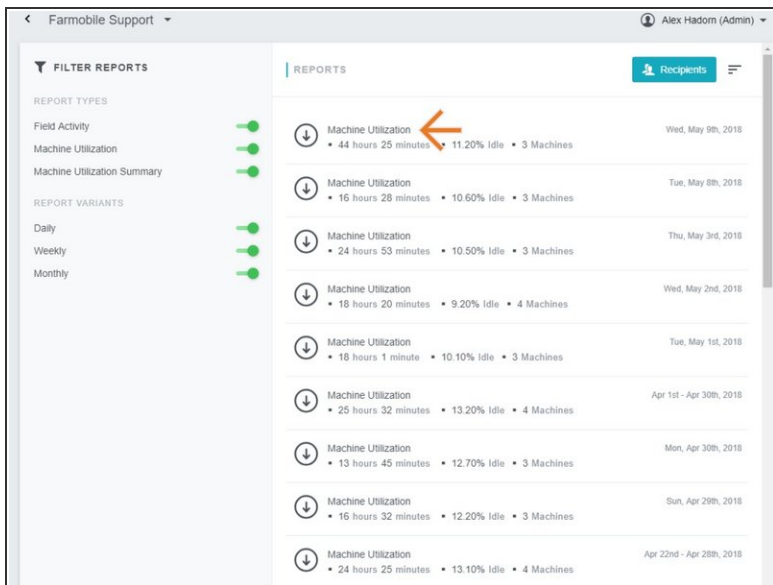 Farmobile Support
Alex Hadorn (Admin)
FILTER REPORTS
REPORT TYPES
Field Activity
Machine Utilization
Machine Utilization Summary
REPORT VARIANTS
Daily
Weekly
Monthly
REPORTS
Recipients
Machine Utilization
Wed, May 9th, 2018
• 44 hours 25 minutes • 11.20% Idle • 3 Machines
Machine Utilization
Tue, May 8th, 2018
• 16 hours 28 minutes • 10.60% Idle • 3 Machines
Machine Utilization
Thu, May 3rd, 2018
• 24 hours 53 minutes • 10.50% Idle • 3 Machines
Machine Utilization
Wed, May 2nd, 2018
• 18 hours 20 minutes • 9.20% Idle • 4 Machines
Machine Utilization
Tue, May 1st, 2018
• 18 hours 1 minute • 10.10% Idle • 3 Machines
Machine Utilization
Apr 1st - Apr 30th, 2018
• 25 hours 32 minutes • 13.20% Idle • 4 Machines
Machine Utilization
Mon, Apr 30th, 2018
• 13 hours 45 minutes • 12.70% Idle • 3 Machines
Machine Utilization
Sun, Apr 29th, 2018
• 16 hours 32 minutes • 12.20% Idle • 3 Machines
Machine Utilization
Apr 22nd - Apr 28th, 2018
• 24 hours 25 minutes • 13.10% Idle • 4 Machines